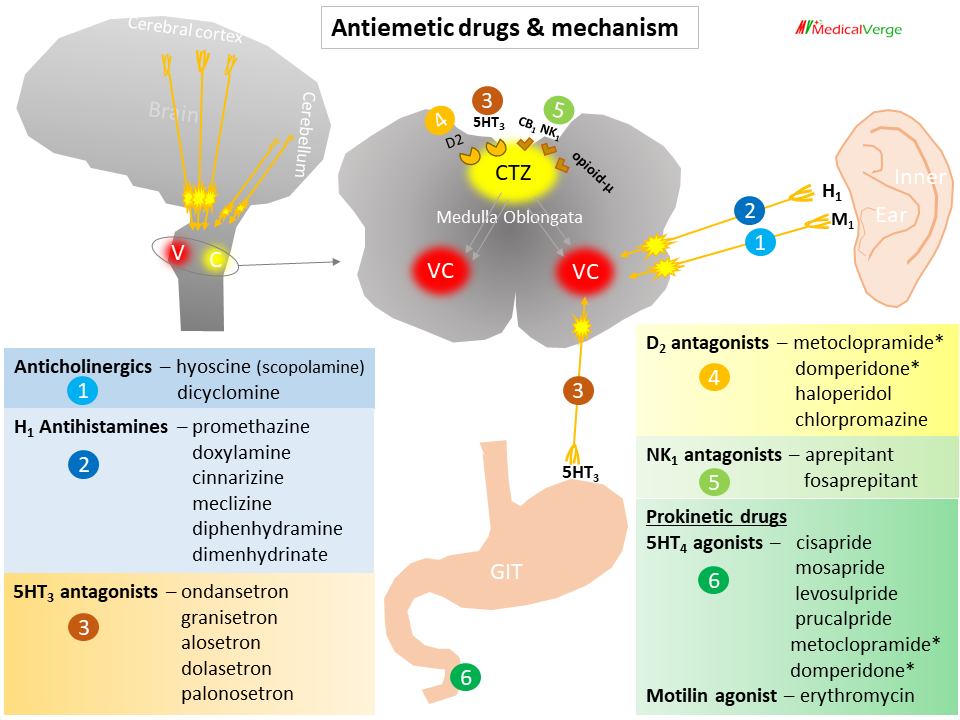 Antiemetic drugs & mechanism
MedicalVerge
Cerebral cortex
Brain
Cerebellum
V
C
4
3
5
D2
5HT3
CB1
NK1
opioid-μ
CTZ
Medulla Oblongata
VC
VC
2
1
H1
M1
Inner
Ear
3
5HT3
GIT
6
Anticholinergics – hyoscine (scopolamine)
1
dicyclomine
H1 Antihistamines – promethazine
doxylamine
2
cinnarizine
meclizine
diphenhydramine
dimenhydrinate
5HT3 antagonists – ondansetron
granisetron
3
alosetron
dolasetron
palonosetron
D2 antagonists – metoclopramide*
domperidone*
4
haloperidol
chlorpromazine
NK1 antagonists – aprepitant
5
fosaprepitant
Prokinetic drugs
5HT4 agonists – cisapride
mosapride
6
levosulpride
prucalpride
metoclopramide*
domperidone*
Motilin agonist – erythromycin